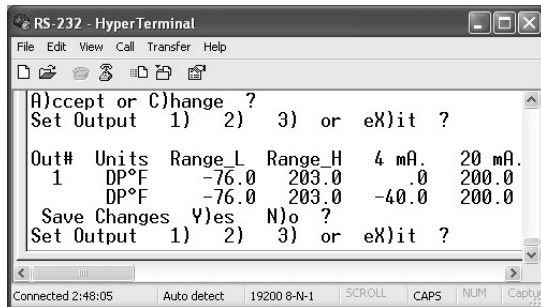 RS-232 - HyperTerminal
File Edit View Call Transfer Help
A)ccept or C)hange ?
Set Output 1) 2) 3) or eX)it ?
Out# Units Range_L Range_H 4 mA. 20 mA.
1 DP°F -76.0 203.0 .0 200.0
DP°F -76.0 203.0 -40.0 200.0
Save Changes Y)es N)o ?
Set Output 1) 2) 3) or eX)it ?
Connected 2:48:05 Auto detect 19200 8-N-1 SCROLL CAPS NUM Captu